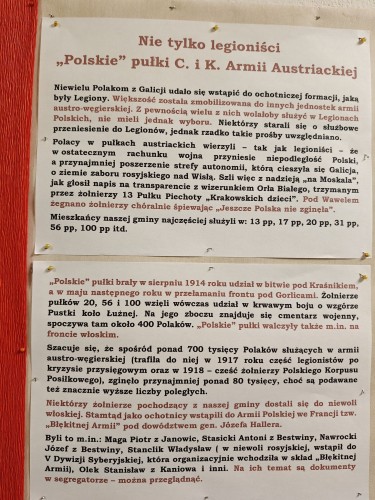 Nie tylko legioniści
„Polskie” pułki C. i K. Armii Austriackiej
Niewielu Polakom z Galicji udało się wstąpić do ochotniczej formacji, jaką
były Legiony. Większość została zmobilizowana do innych jednostek armii
austro-węgierskiej. Z pewnością wielu z nich wolałoby służyć w Legionach
Polskich, nie mieli jednak wyboru. Niektórzy starali się o służbowe
przeniesienie do Legionów, jednak rzadko takie prośby uwzględniano.
Polacy w pułkach austriackich wierzyli – tak jak legioniści – że
w ostatecznym rachunku wojna przyniesie niepodległość Polski,
a przynajmniej poszerzenie strefy autonomii, którą cieszyła się Galicja,
o ziemie zaboru rosyjskiego nad Wisłą. Szli więc z nadzieją „na Moskala”,
jak głosił napis na transparencie z wizerunkiem Orła Białego, trzymanym
przez żołnierzy 13 Pułku Piechoty „Krakowskich dzieci”. Pod Wawelem
żegnano żołnierzy chóralnie śpiewając „Jeszcze Polska nie zginęła”.
Mieszkańcy naszej gminy najczęściej służyli w: 13 pp, 17 pp, 20 pp, 31 pp,
56 pp, 100 pp itd.
„Polskie” pułki brały w sierpniu 1914 roku udział w bitwie pod Kraśnikiem,
a w maju następnego roku w przełamaniu frontu pod Gorlicami. Żołnierze
pułków 20, 56 i 100 wzięli wówczas udział w krwawym boju o wzgórze
Pustki koło Łużnej. Na jego zboczu znajduje się cmentarz wojenny,
spoczywa tam około 400 Polaków. „Polskie” pułki walczyły także m.in. na
froncie włoskim.
Szacuje się, że spośród ponad 700 tysięcy Polaków służących w armii
austro-węgierskiej (trafiła do niej w 1917 roku część legionistów po
kryzysie przysięgowym oraz w 1918 – część żołnierzy Polskiego Korpusu
Posiłkowego), zginęło przynajmniej ponad 80 tysięcy, choć są podawane
też znacznie wyższe liczby poległych.
Niektórzy żołnierze pochodzący z naszej gminy dostali się do niewoli
włoskiej. Stamtąd jako ochotnicy wstąpili do Armii Polskiej we Francji tzw.
„Błękitnej Armii” pod dowództwem gen. Józefa Hallera.
Byli to m.in.: Maga Piotr z Janowic, Stasicki Antoni z Bestwiny, Nawrocki
Józef z Bestwiny, Stanclik Władysław ( w niewoli rosyjskiej, wstąpił do
V Dywizji Syberyjskiej, która organizacyjnie wchodziła w skład „Błękitnej
Armii), Olek Stanisław z Kaniowa i inni. Na ich temat są dokumenty
w segregatorze – można przeglądać.